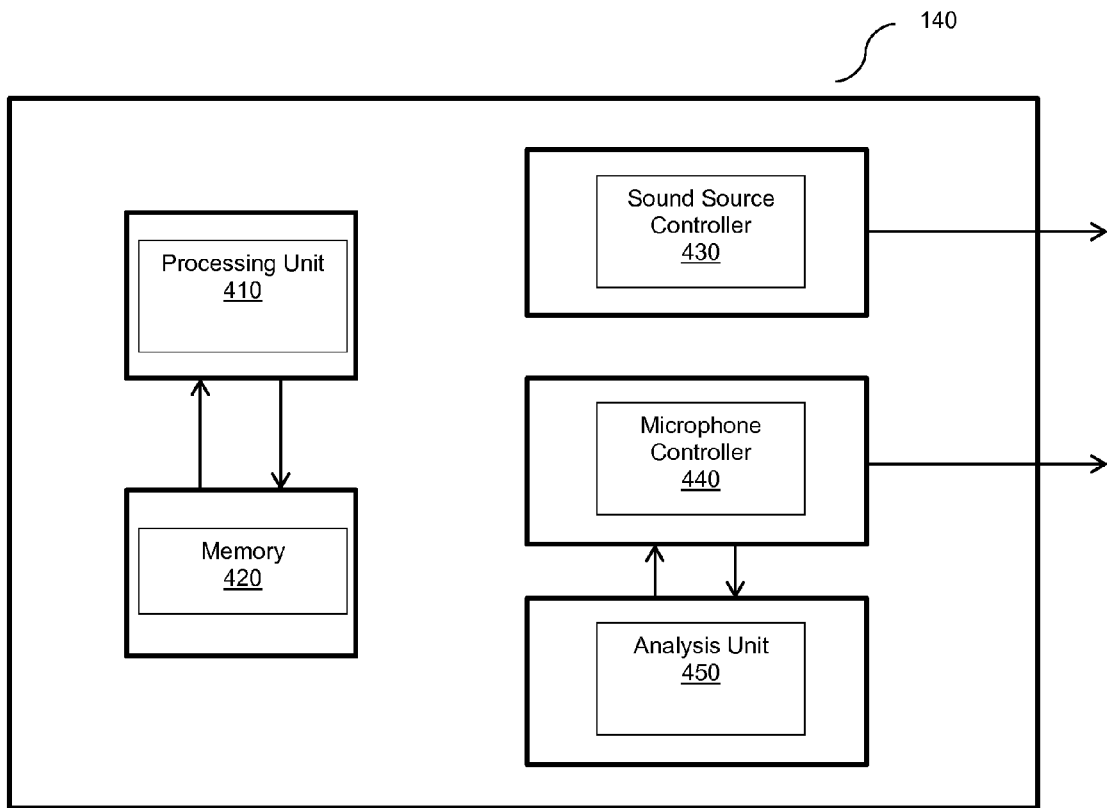 140
Sound Source
Controller
430
Processing Unit
410
Microphone
Controller
440
Memory
420
Analysis Unit
450